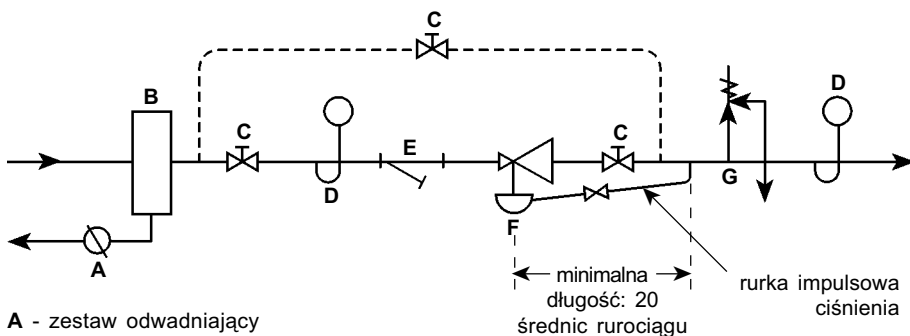 C
B
C
D
E
C
D
G
F
A
minimalna
długość: 20
średnic rurociągu
rurka impulsowa
ciśnienia
A - zestaw odwadniający
D